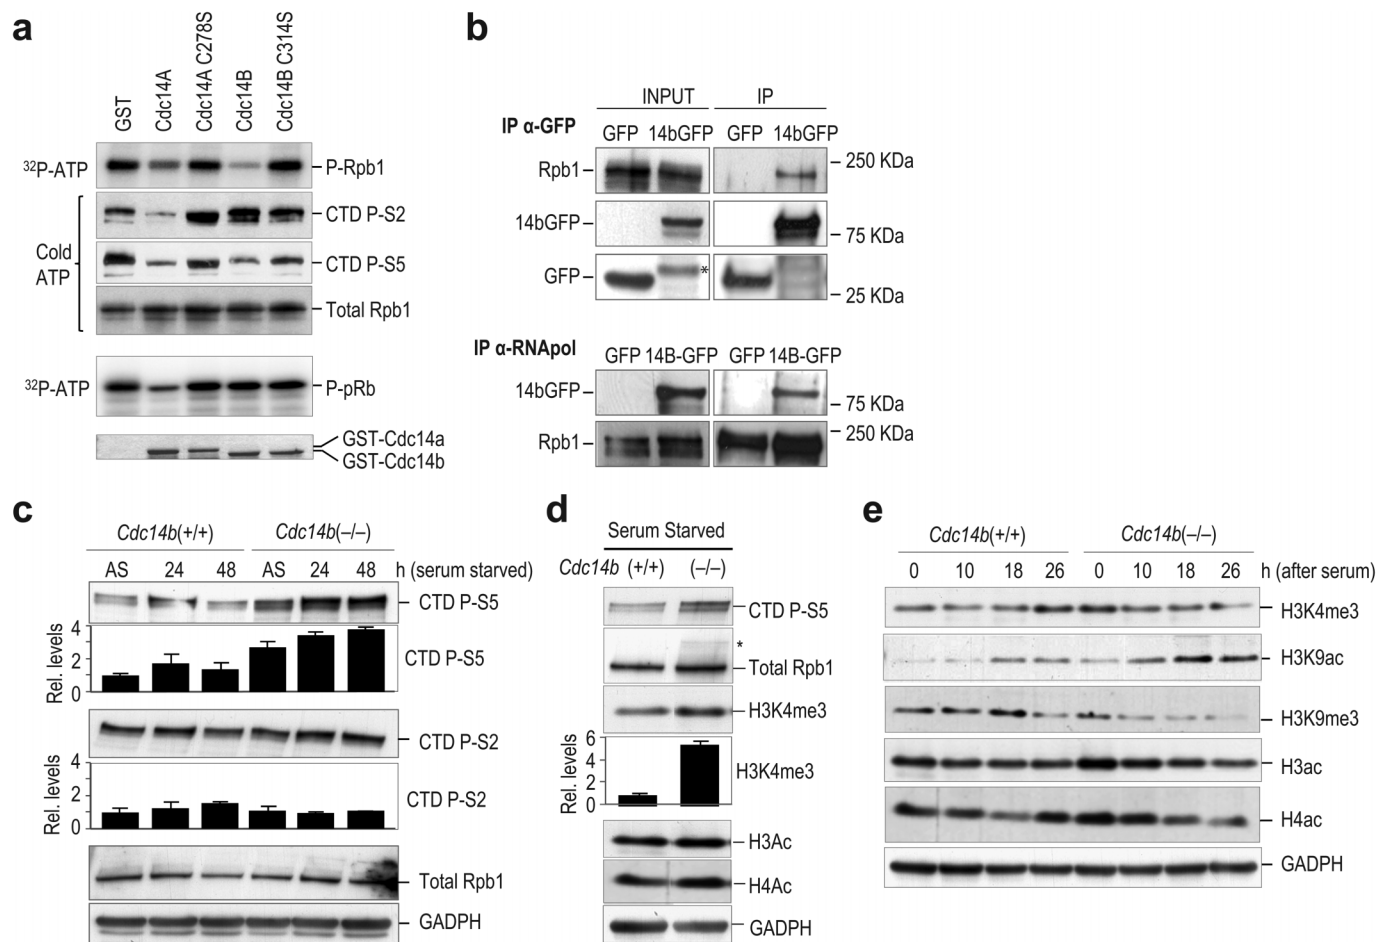 a
GST
Cdc14A
Cdc14A C278S
Cdc14B
Cdc14B C314S
32P-ATP
P-Rpb1
Cold ATP
CTD P-S2
CTD P-S5
Total Rpb1
32P-ATP
P-pRb
GST-Cdc14a
GST-Cdc14b
b
INPUT IP
IP α-GFP
GFP 14bGFP GFP 14bGFP
Rpb1
250 KDa
14bGFP
75 KDa
GFP
*
25 KDa
IP α-RNApol
GFP 14B-GFP GFP 14B-GFP
14bGFP
75 KDa
Rpb1
250 KDa
c
Cdc14b(+/+) Cdc14b(–/–)
AS 24 48 AS 24 48 h (serum starved)
CTD P-S5
Rel. levels
4
2
0
CTD P-S5
CTD P-S2
Rel. levels
4
2
0
CTD P-S2
Total Rpb1
GADPH
d
Serum Starved
Cdc14b (+/+) (–/–)
CTD P-S5
*
Total Rpb1
H3K4me3
Rel. levels
6
4
2
0
H3K4me3
H3Ac
H4Ac
GADPH
e
Cdc14b(+/+) Cdc14b(–/–)
0 10 18 26 0 10 18 26 h (after serum)
H3K4me3
H3K9ac
H3K9me3
H3ac
H4ac
GADPH